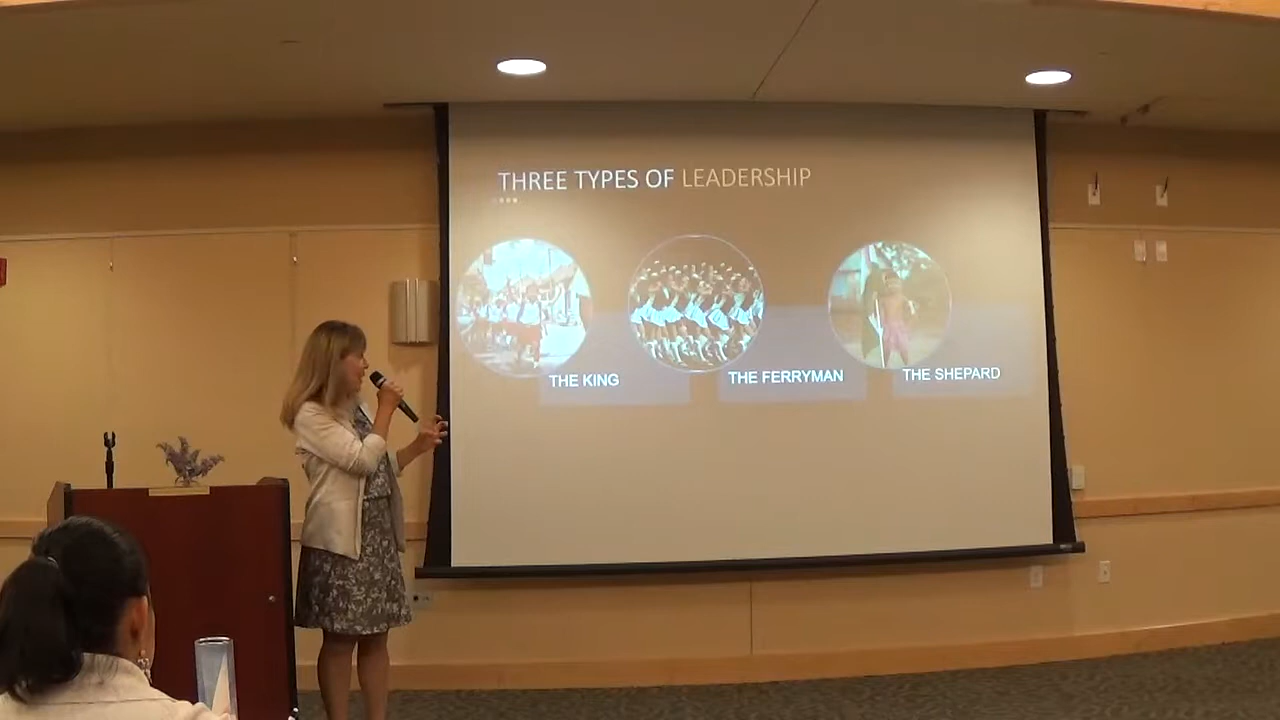 THREE TYPES OF LEADERSHIP
THE KING
THE FERRYMAN
THE SHEPARD